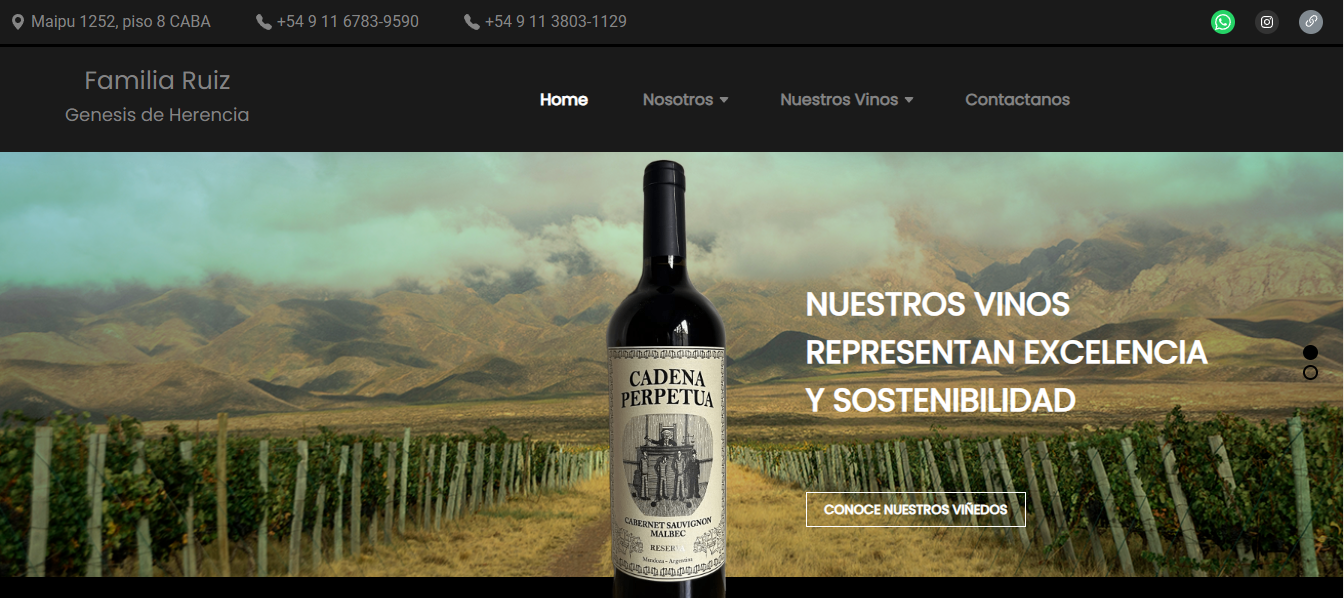 Maipu 1252, piso 8 CABA
+54 9 11 6783-9590
+54 9 11 3803-1129
Familia Ruiz
Genesis de Herencia
Home
Nosotros
Nuestros Vinos
Contactanos
NUESTROS VINOS
REPRESENTAN EXCELENCIA
Y SOSTENIBILIDAD
CONOCE NUESTROS VIÑEDOS
CADENA
PERPETUA
CABERNET SAUVIGNON
MALBEC
RESERVA
Mendoza - Argentina